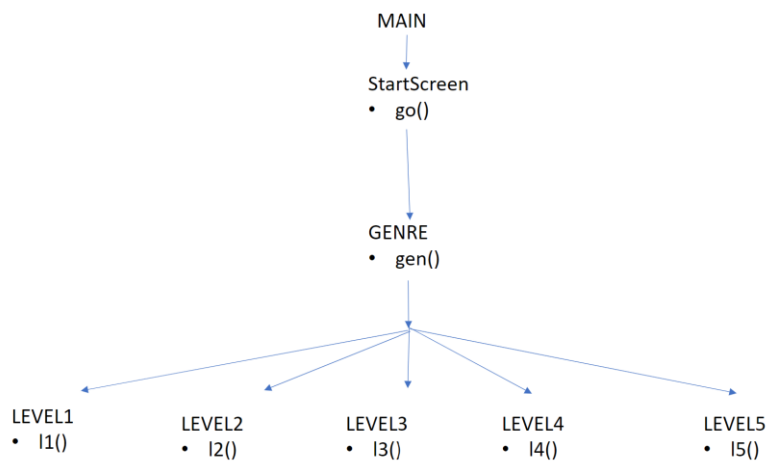 MAIN
StartScreen
• go()
GENRE
• gen()
LEVEL1
• l1()
LEVEL2
• l2()
LEVEL3
• l3()
LEVEL4
• l4()
LEVEL5
• l5()